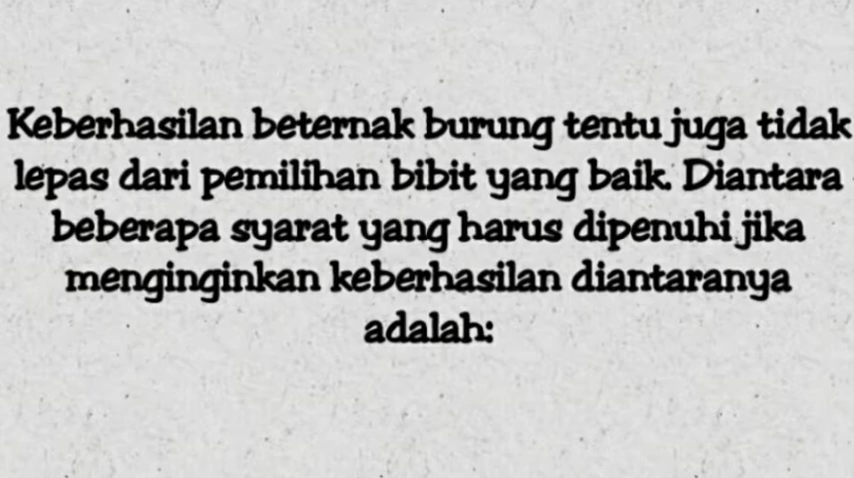 Keberhasilan beternak burung tentu juga tidak
lepas dari pemilihan bibit yang baik. Diantara
beberapa syarat yang harus dipenuhi jika
menginginkan keberhasilan diantaranya
adalah: